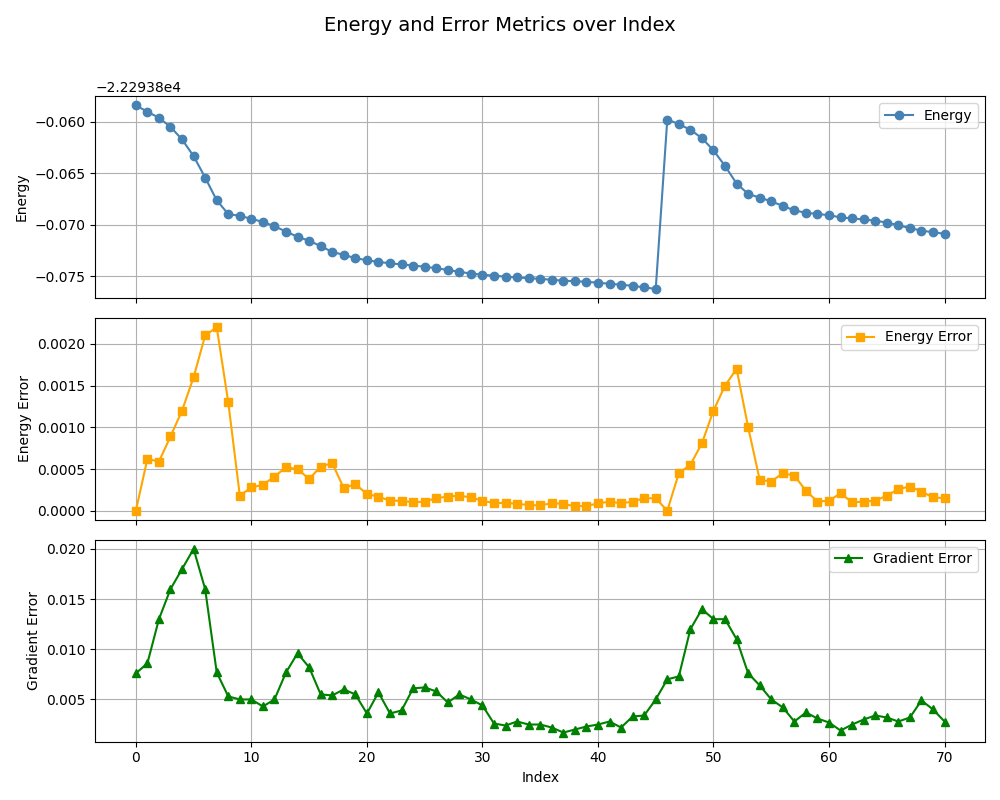 Energy and Error Metrics over Index
−2.22938e4
−0.060
−0.065
−0.070
−0.075
Energy
Energy
0.0020
0.0015
0.0010
0.0005
0.0000
Energy Error
Energy Error
0.020
0.015
0.010
0.005
Gradient Error
Gradient Error
0 10 20 30 40 50 60 70
Index